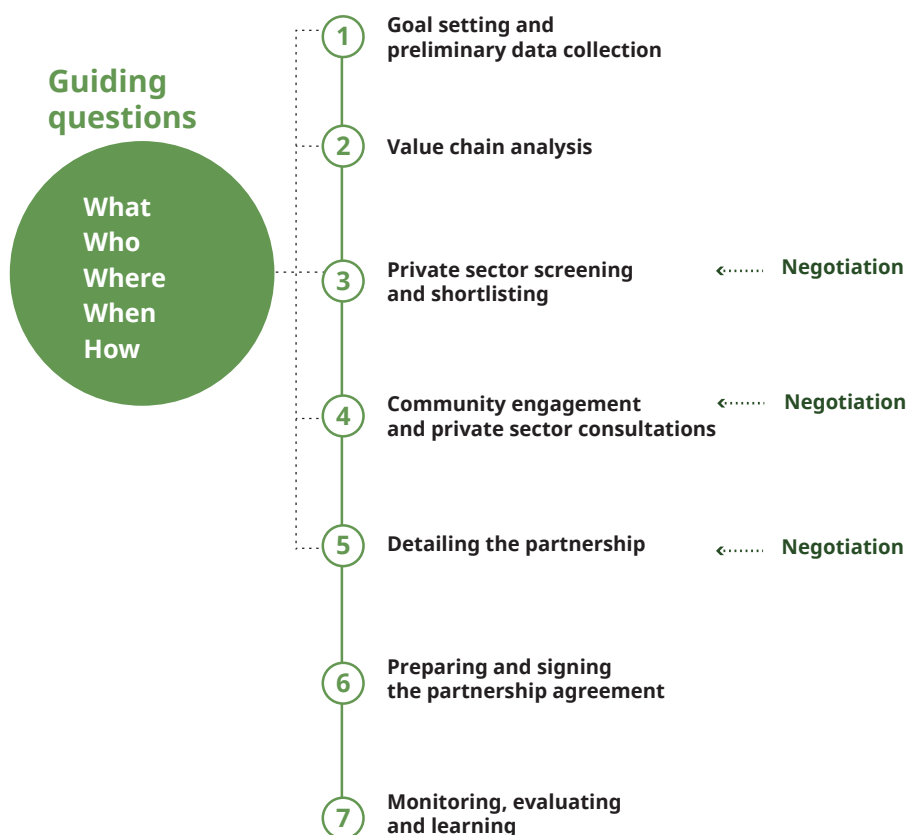 Guiding
questions
What
Who
Where
When
How
1
Goal setting and
preliminary data collection
2
Value chain analysis
3
Private sector screening
and shortlisting
Negotiation
4
Community engagement
and private sector consultations
Negotiation
5
Detailing the partnership
Negotiation
6
Preparing and signing
the partnership agreement
7
Monitoring, evaluating
and learning